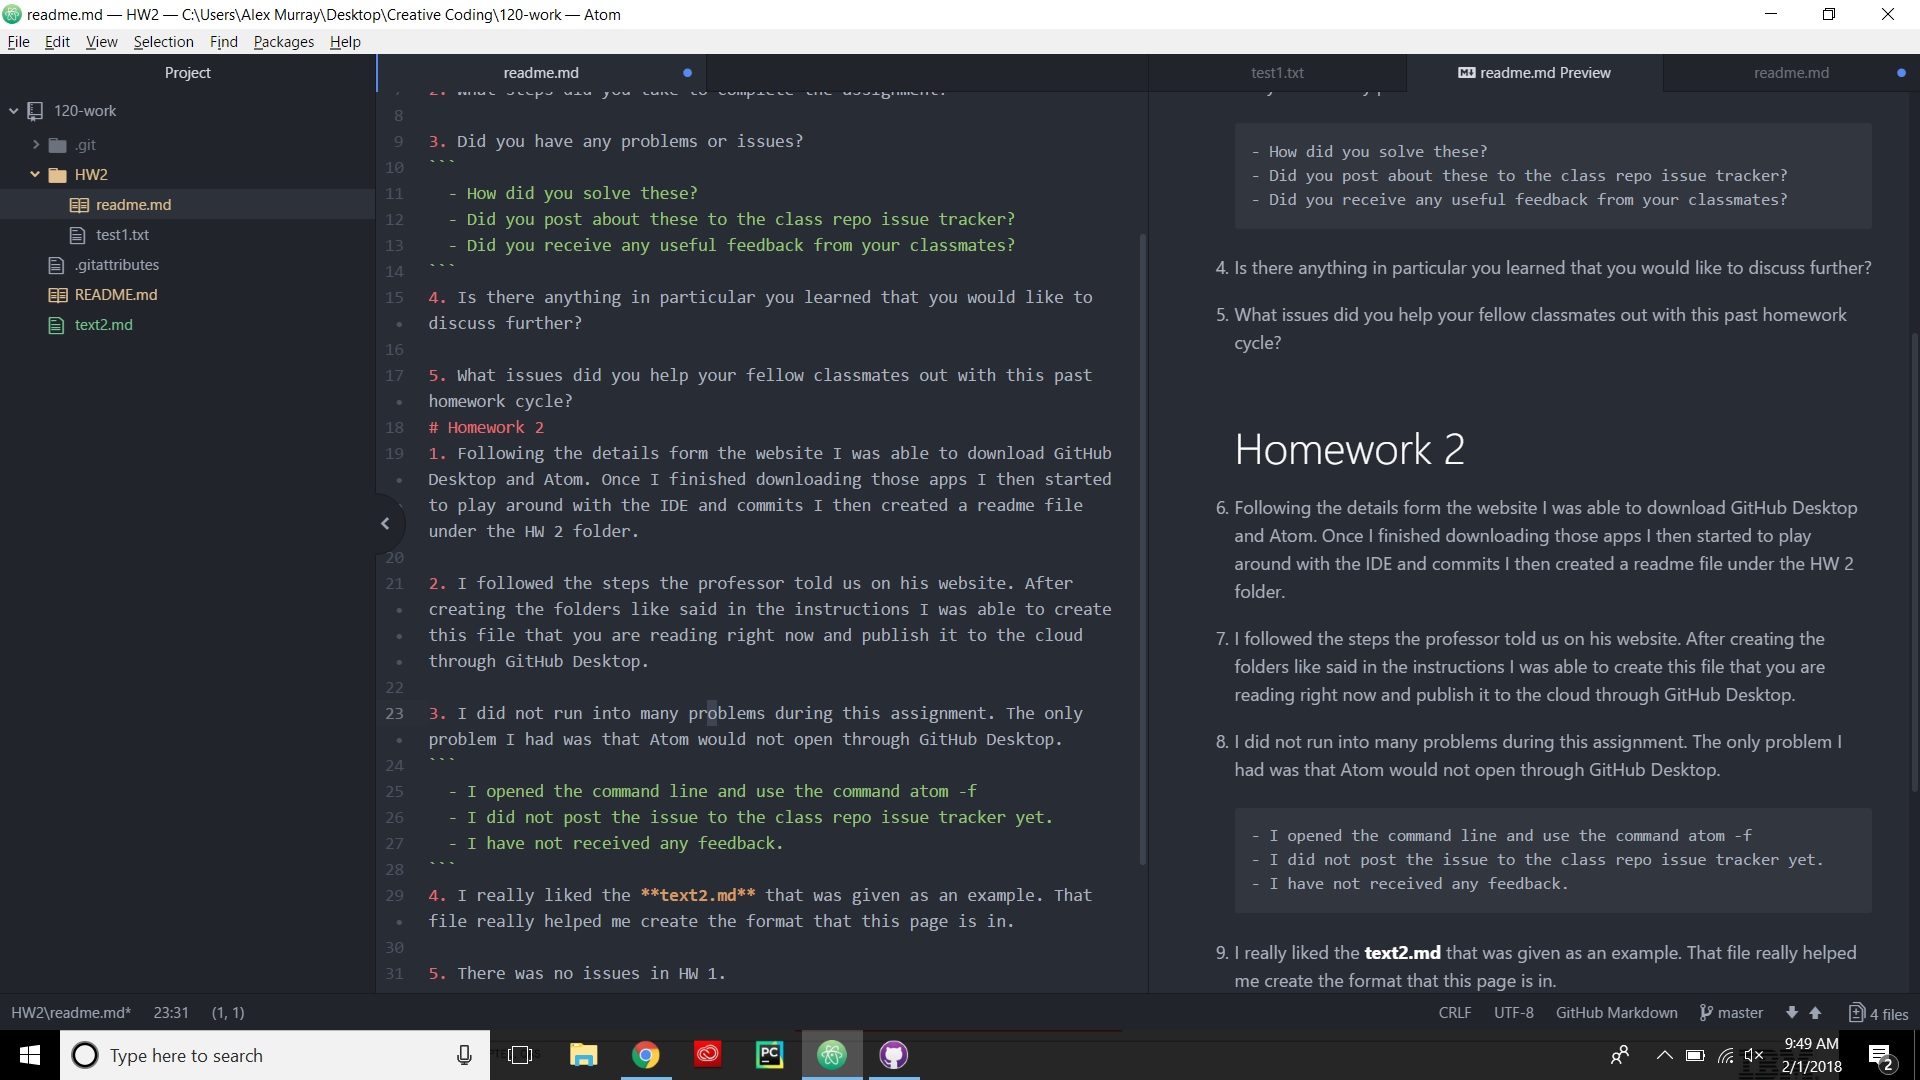 readme.md — HW2 — C:\Users\Alex Murray\Desktop\Creative Coding\120-work — Atom
File Edit View Selection Find Packages Help
Project
120-work
.git
HW2
readme.md
test1.txt
.gitattributes
README.md
text2.md
readme.md
7 2. What steps did you take to complete the assignment?
8
9 3. Did you have any problems or issues?
10 ```
11 - How did you solve these?
12 - Did you post about these to the class repo issue tracker?
13 - Did you receive any useful feedback from your classmates?
14 ```
15 4. Is there anything in particular you learned that you would like to
discuss further?
16
17 5. What issues did you help your fellow classmates out with this past
homework cycle?
18 # Homework 2
19 1. Following the details form the website I was able to download GitHub
Desktop and Atom. Once I finished downloading those apps I then started
to play around with the IDE and commits I then created a readme file
under the HW 2 folder.
20
21 2. I followed the steps the professor told us on his website. After
creating the folders like said in the instructions I was able to create
this file that you are reading right now and publish it to the cloud
through GitHub Desktop.
22
23 3. I did not run into many problems during this assignment. The only
problem I had was that Atom would not open through GitHub Desktop.
24 ```
25 - I opened the command line and use the command atom -f
26 - I did not post the issue to the class repo issue tracker yet.
27 - I have not received any feedback.
28 ```
29 4. I really liked the **text2.md** that was given as an example. That
file really helped me create the format that this page is in.
30
31 5. There was no issues in HW 1.
test1.txt
readme.md Preview
readme.md
- How did you solve these?
- Did you post about these to the class repo issue tracker?
- Did you receive any useful feedback from your classmates?
4. Is there anything in particular you learned that you would like to discuss further?
5. What issues did you help your fellow classmates out with this past homework
cycle?
Homework 2
6. Following the details form the website I was able to download GitHub Desktop
and Atom. Once I finished downloading those apps I then started to play
around with the IDE and commits I then created a readme file under the HW 2
folder.
7. I followed the steps the professor told us on his website. After creating the
folders like said in the instructions I was able to create this file that you are
reading right now and publish it to the cloud through GitHub Desktop.
8. I did not run into many problems during this assignment. The only problem I
had was that Atom would not open through GitHub Desktop.
- I opened the command line and use the command atom -f
- I did not post the issue to the class repo issue tracker yet.
- I have not received any feedback.
9. I really liked the text2.md that was given as an example. That file really helped
me create the format that this page is in.
HW2\readme.md* 23:31 (1, 1) CRLF UTF-8 GitHub Markdown master 4 files
Type here to search
PC
9:49 AM
2/1/2018
2